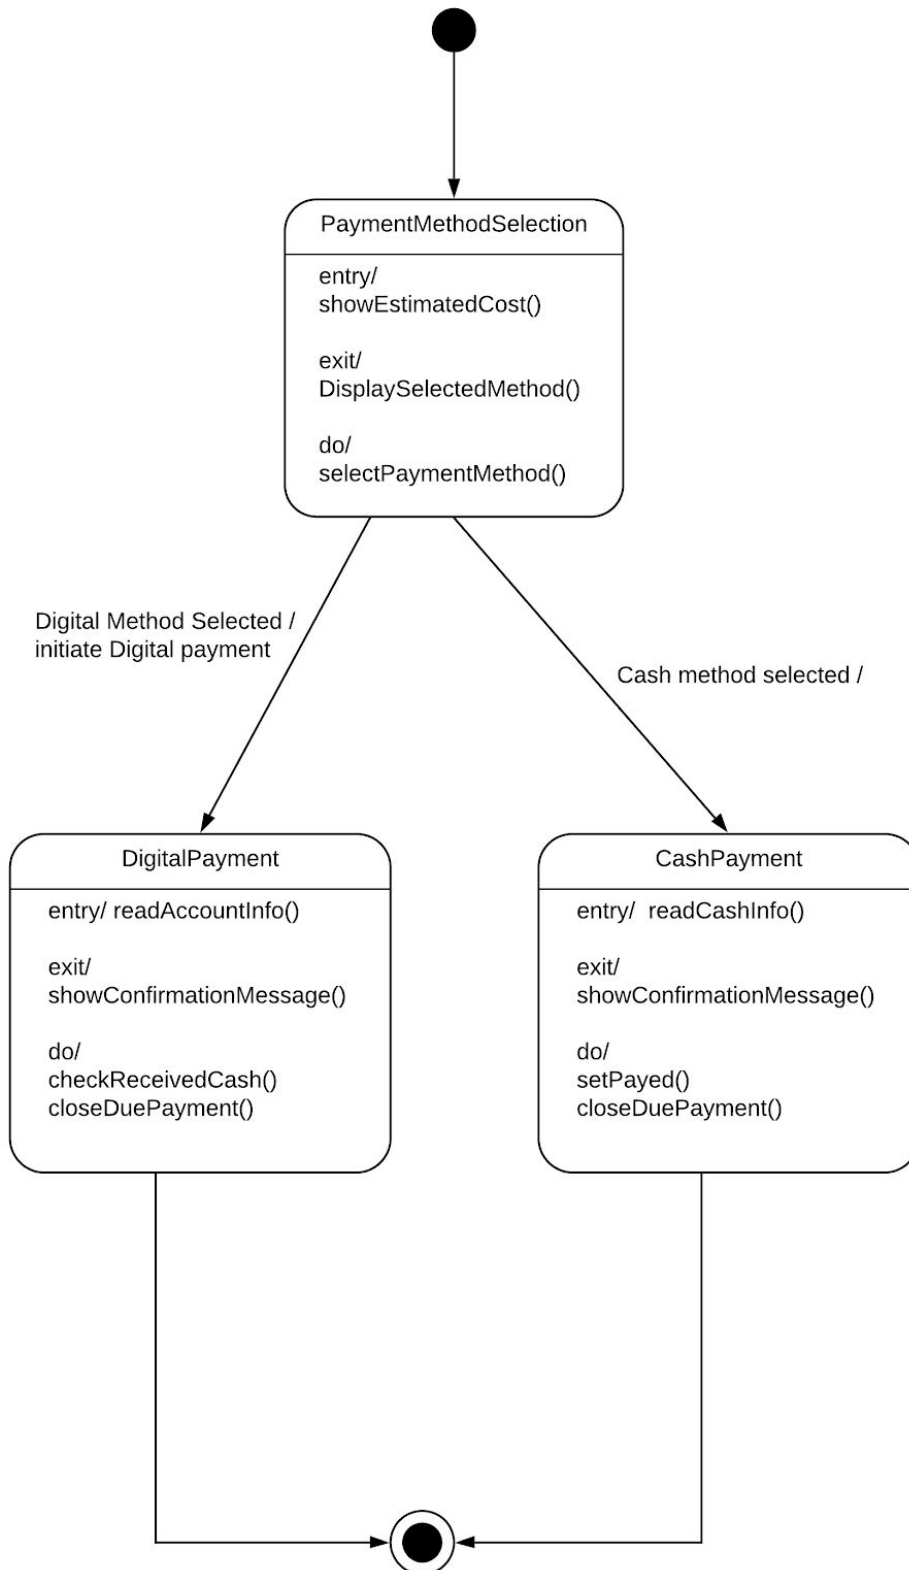 PaymentMethodSelection
entry/
showEstimatedCost()
exit/
DisplaySelectedMethod()
do/
selectPaymentMethod()
Digital Method Selected /
initiate Digital payment
Cash method selected /
DigitalPayment
entry/ readAccountInfo()
exit/
showConfirmationMessage()
do/
checkReceivedCash()
closeDuePayment()
CashPayment
entry/  readCashInfo()
exit/
showConfirmationMessage()
do/
setPayed()
closeDuePayment()